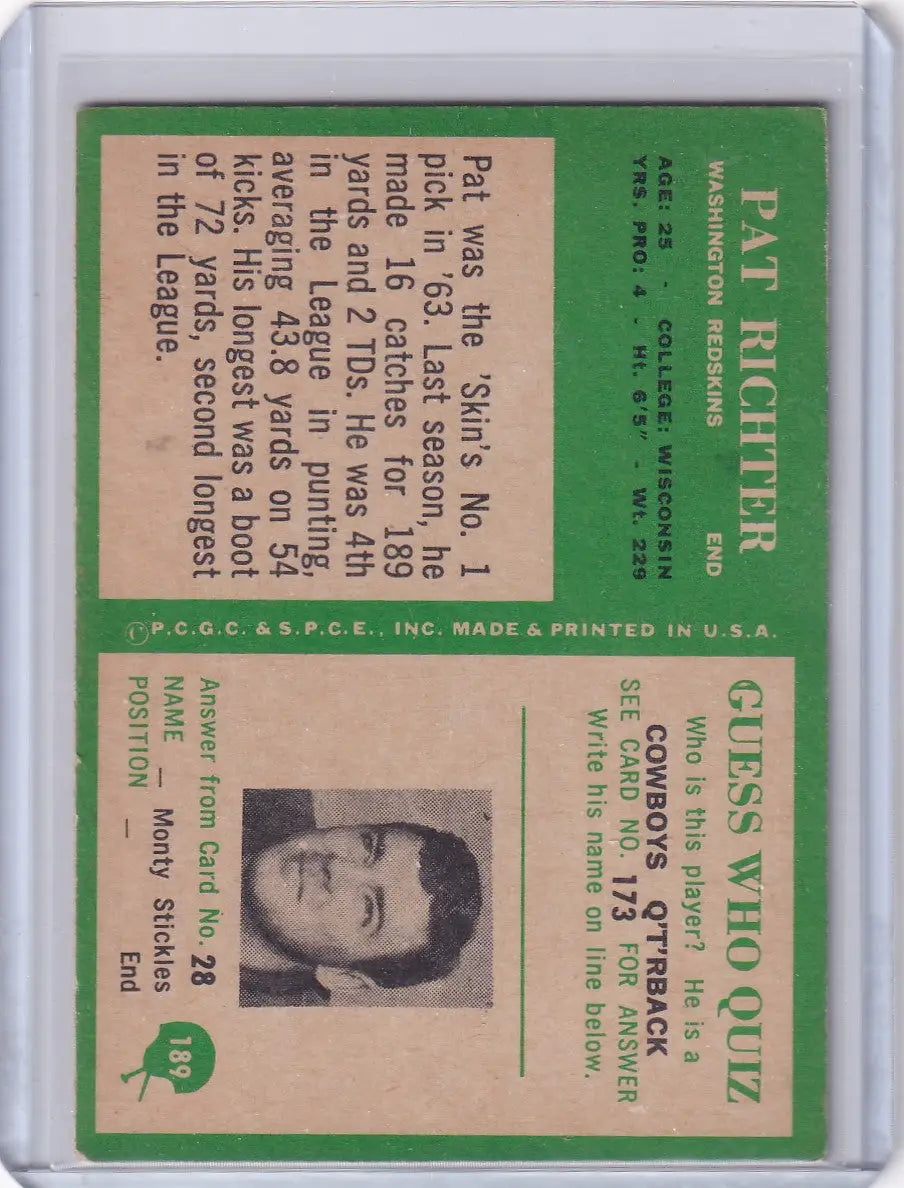 PAT RICHTER
WASHINGTON REDSKINS END
AGE: 25 - COLLEGE: WISCONSIN
YRS. PRO: 4 - Ht. 6'5" - Wt. 229
Pat was the 'Skin's No. 1
pick in '63. Last season, he
made 16 catches for 189
yards and 2 TDs. He was 4th
in the League in punting,
averaging 43.8 yards on 54
kicks. His longest was a boot
of 72 yards, second longest
in the League.
©P.C.G.C. & S.P.C.E., INC. MADE & PRINTED IN U.S.A.
GUESS WHO QUIZ
Who is this player? He is a
COWBOYS Q'T'RBACK
SEE CARD NO. 173 FOR ANSWER
Write his name on line below.
Answer from Card No. 28
NAME — Monty Stickles
POSITION — End
189